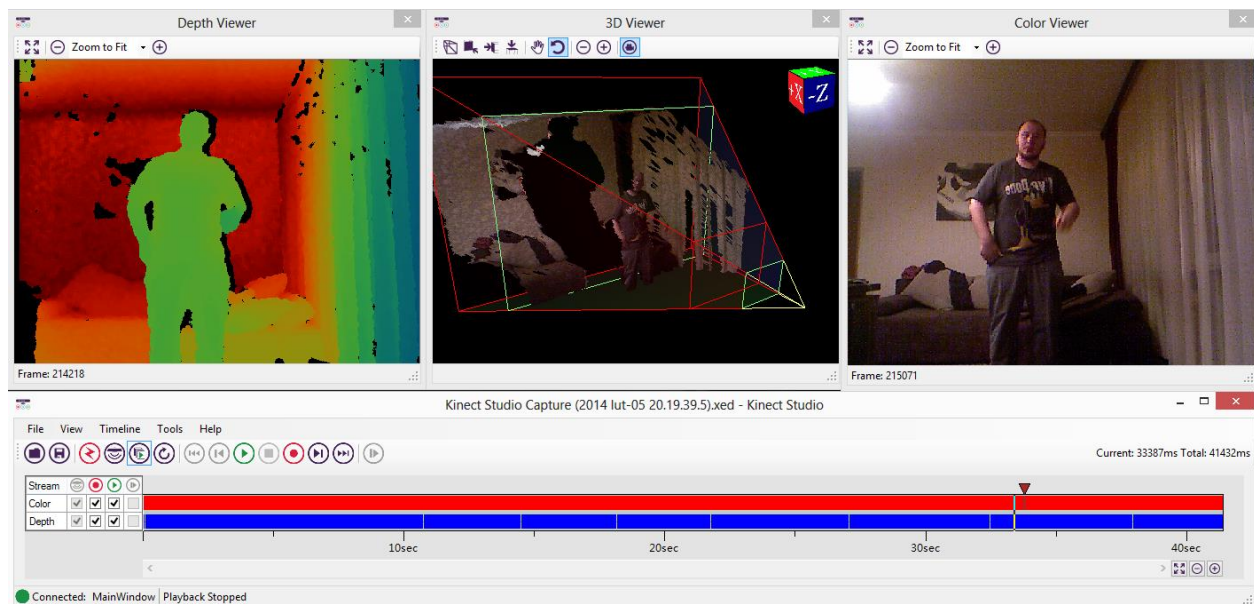 Depth Viewer
Zoom to Fit
Frame: 214218
3D Viewer
+X
-Z
Color Viewer
Zoom to Fit
Frame: 215071
Kinect Studio Capture (2014 lut-05 20.19.39.5).xed - Kinect Studio
File View Timeline Tools Help
Current: 33387ms Total: 41432ms
Stream
Color
Depth
10sec 20sec 30sec 40sec
Connected: MainWindow Playback Stopped